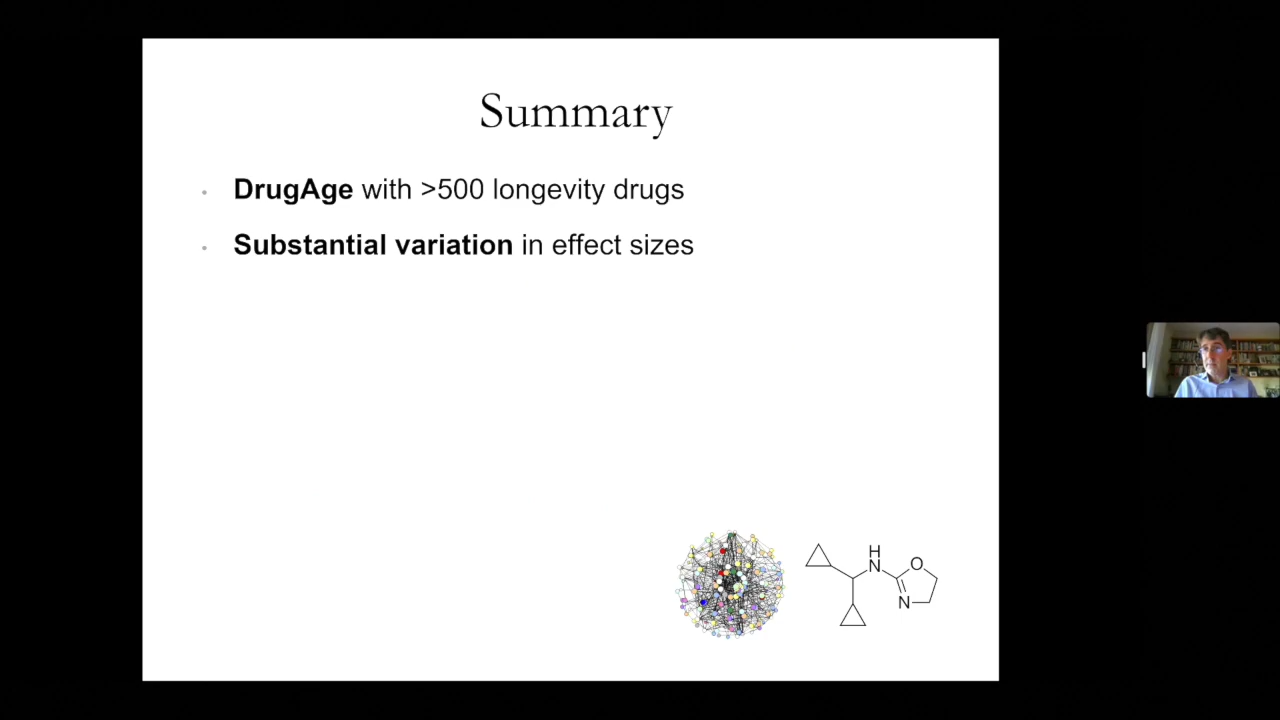 Summary
DrugAge with >500 longevity drugs
Substantial variation in effect sizes
H
N
O
N